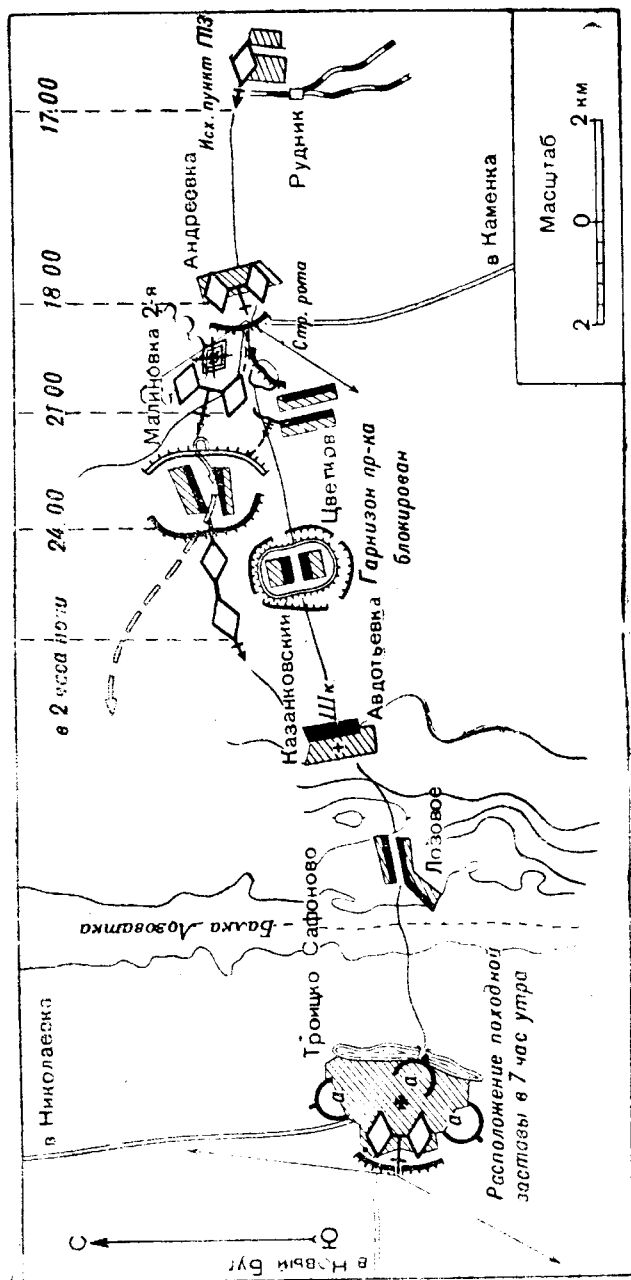 С
Ю
в Новый Буг
в Николаевка
Троицко Сафоново
а
а
а
Расположение походной
заставы в 7 час утра
Балка Лозоватка
Лозовое
Казанковский
Шк
Авдотьевка
Гарнизон пр-ка
блокирован
в 2 часа ночи
24 00
21 00
18 00
17.00
Малиновка 2-я
Цветков
Стр. рота
Андреевка
Исх. пункт ПЗ
Рудник
в Каменка
Масштаб
2 0 2 км